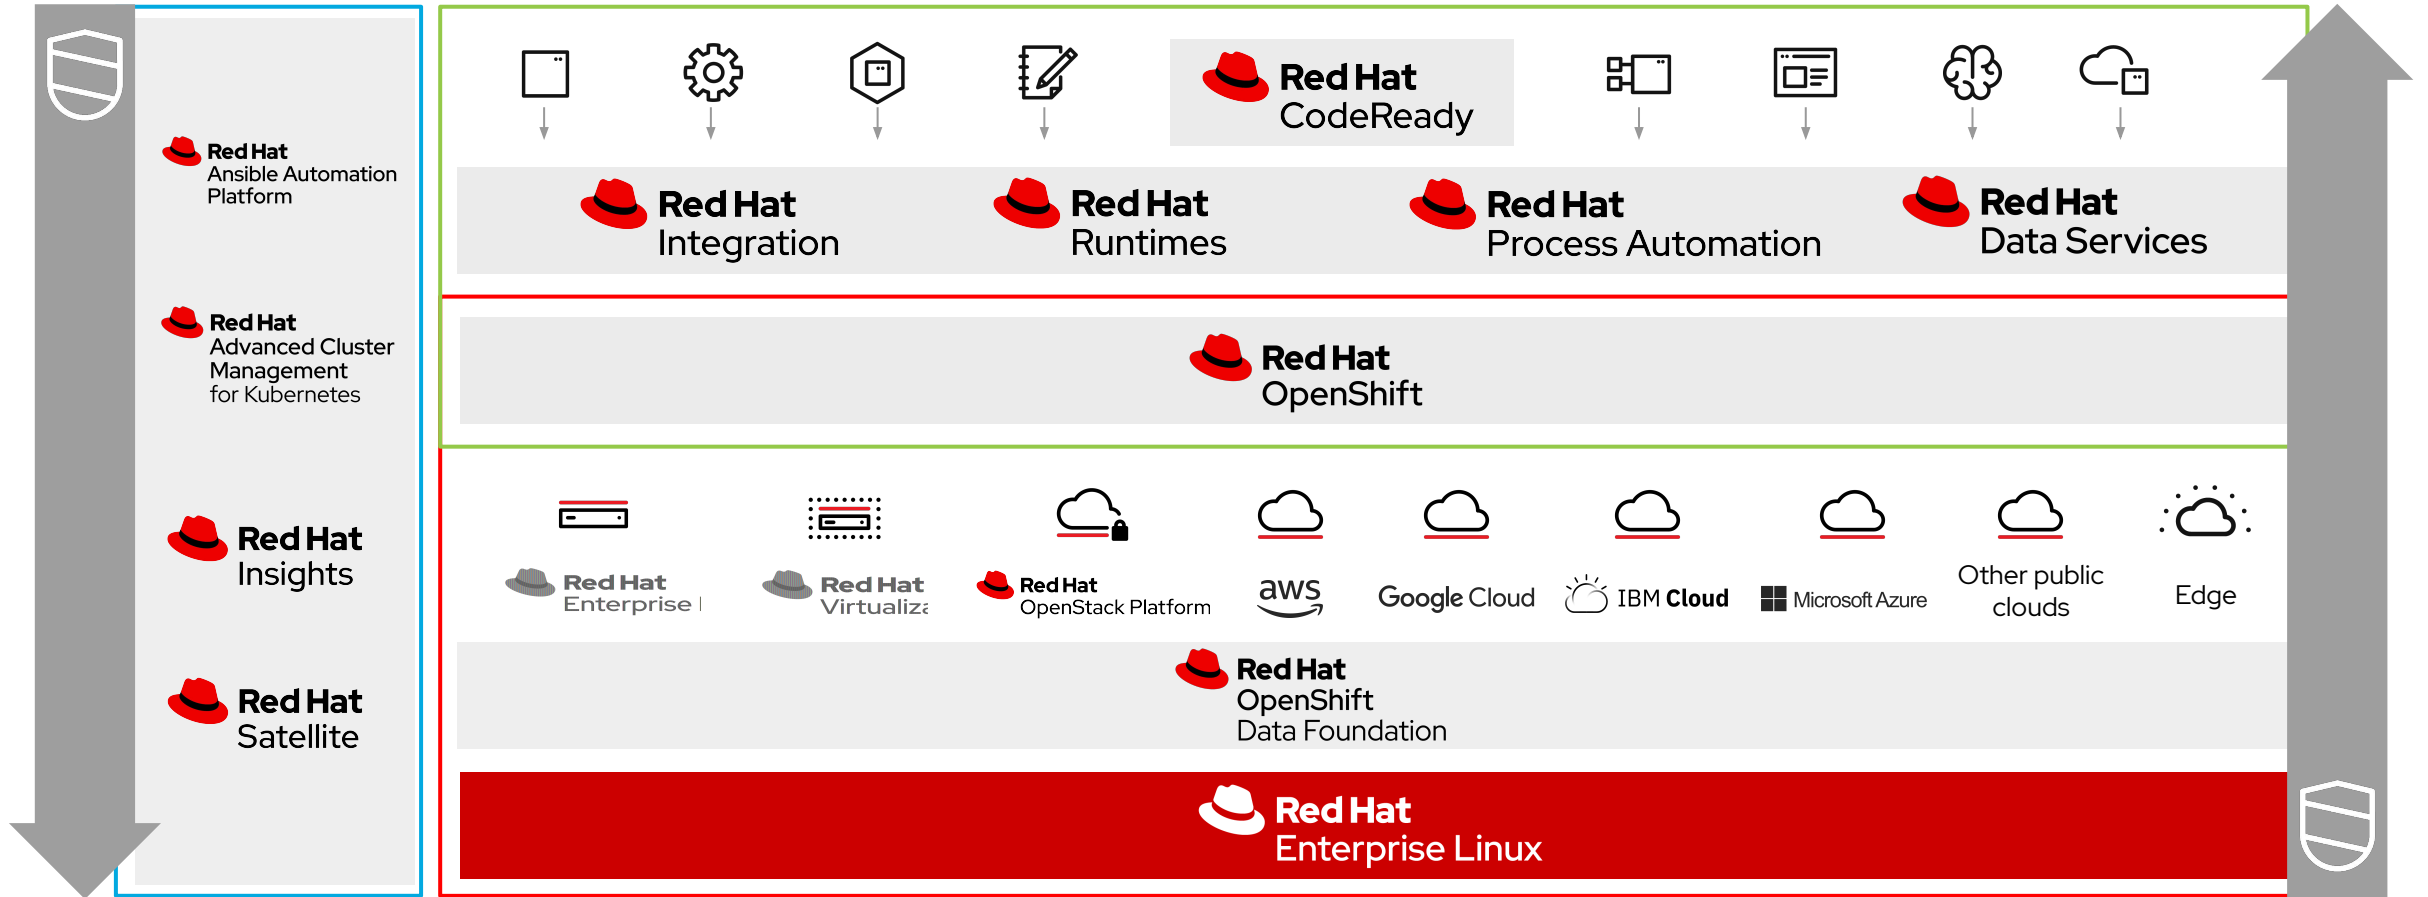 Red Hat
Ansible Automation
Platform
Red Hat
Advanced Cluster
Management
for Kubernetes
Red Hat
Insights
Red Hat
Satellite
Red Hat
CodeReady
Red Hat
Integration
Red Hat
Runtimes
Red Hat
Process Automation
Red Hat
Data Services
Red Hat
OpenShift
Red Hat
Enterprise
Red Hat
Red Hat
OpenStack Platform
aws
Google Cloud
IBM Cloud
Microsoft Azure
Other public
clouds
Edge
Red Hat
OpenShift
Data Foundation
Red Hat
Enterprise Linux